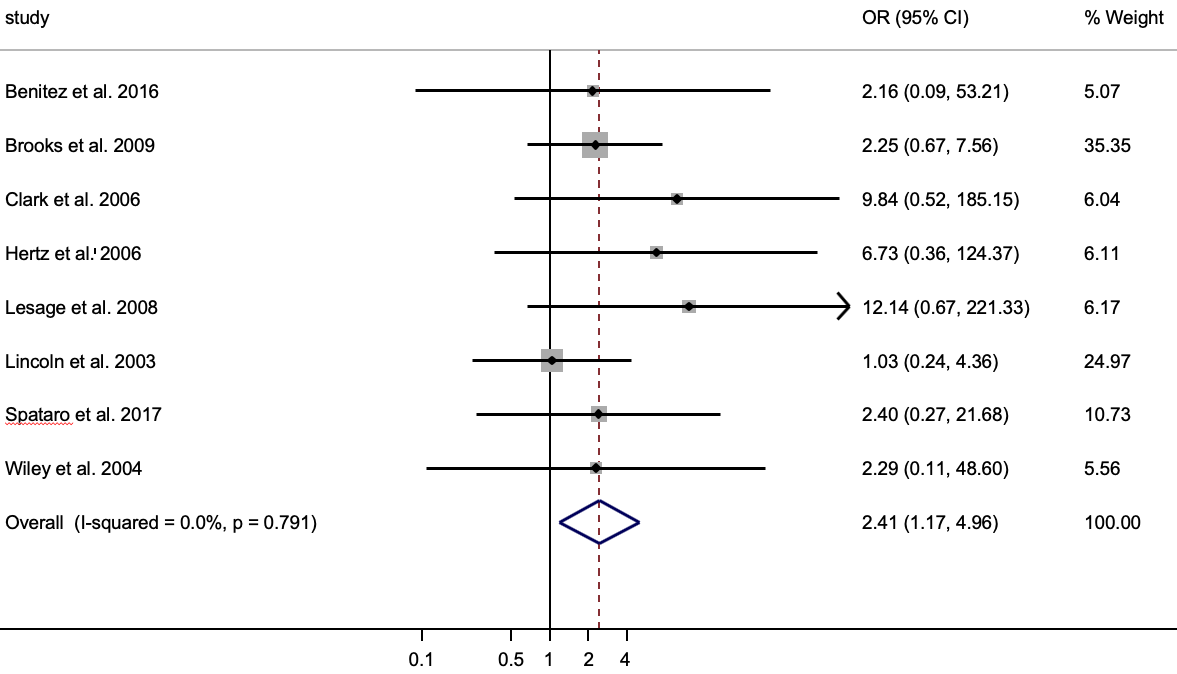 study OR (95% CI) % Weight
Benitez et al. 2016 2.16 (0.09, 53.21) 5.07
Brooks et al. 2009 2.25 (0.67, 7.56) 35.35
Clark et al. 2006 9.84 (0.52, 185.15) 6.04
Hertz et al.' 2006 6.73 (0.36, 124.37) 6.11
Lesage et al. 2008 12.14 (0.67, 221.33) 6.17
Lincoln et al. 2003 1.03 (0.24, 4.36) 24.97
Spataro et al. 2017 2.40 (0.27, 21.68) 10.73
Wiley et al. 2004 2.29 (0.11, 48.60) 5.56
Overall (I-squared = 0.0%, p = 0.791) 2.41 (1.17, 4.96) 100.00
0.1 0.5 1 2 4